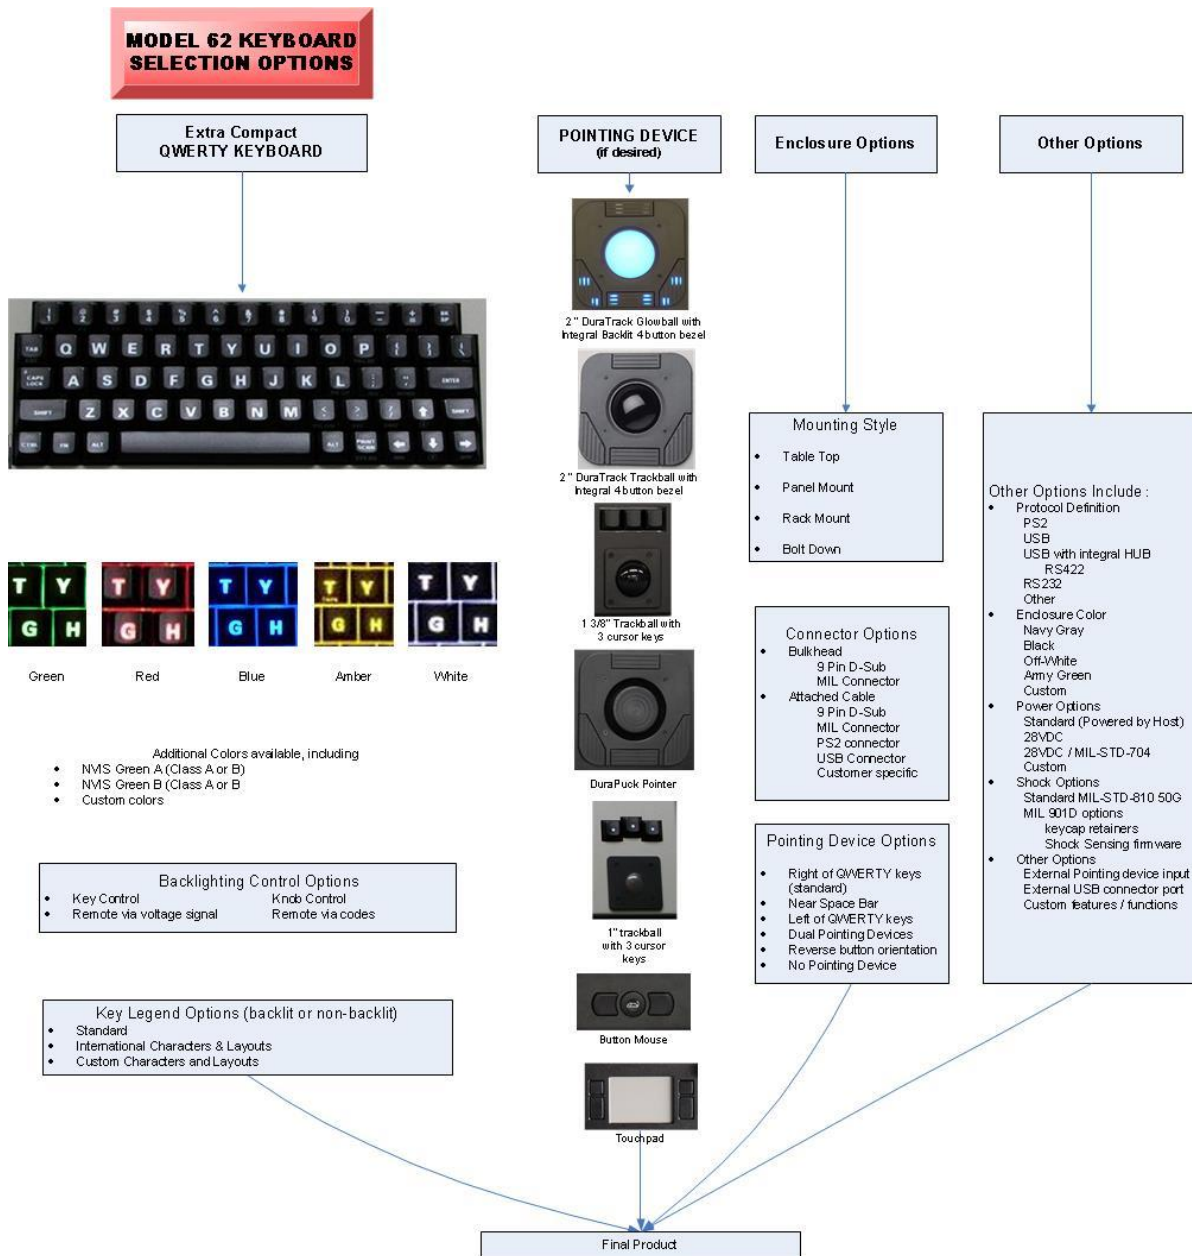 MODEL 62 KEYBOARD
SELECTION OPTIONS
Extra Compact
QWERTY KEYBOARD
TAB Q W E R T Y U I O P
CAPS LOCK A S D F G H J K L ENTER
SHIFT Z X C V B N M SHIFT
CTRL FN ALT ALT
T Y
G H
T Y
G H
T Y
G H
T Y
G H
T Y
G H
Green Red Blue Amber White
Additional Colors available, including
• NVIS Green A (Class A or B)
• NVIS Green B (Class A or B
• Custom colors
Backlighting Control Options
• Key Control Knob Control
• Remote via voltage signal Remote via codes
Key Legend Options (backlit or non-backlit)
• Standard
• International Characters & Layouts
• Custom Characters and Layouts
POINTING DEVICE
(if desired)
2 " DuraTrack Glowball with
Integral Backlit 4 button bezel
2 " DuraTrack Trackball with
Integral 4 button bezel
1 3/8" Trackball with
3 cursor keys
DuraPuck Pointer
1" trackball
with 3 cursor
keys
Button Mouse
Touchpad
Enclosure Options
Mounting Style
• Table Top
• Panel Mount
• Rack Mount
• Bolt Down
Connector Options
• Bulkhead
9 Pin D-Sub
MIL Connector
• Attached Cable
9 Pin D-Sub
MIL Connector
PS2 connector
USB Connector
Customer specific
Pointing Device Options
• Right of QWERTY keys
(standard)
• Near Space Bar
• Left of QWERTY keys
• Dual Pointing Devices
• Reverse button orientation
• No Pointing Device
Other Options
Other Options Include :
• Protocol Definition
PS2
USB
USB with integral HUB
RS422
RS232
Other
• Enclosure Color
Navy Gray
Black
Off-White
Army Green
Custom
• Power Options
Standard (Powered by Host)
28VDC
28VDC / MIL-STD-704
Custom
• Shock Options
Standard MIL-STD-810 50G
MIL 901D options
keycap retainers
Shock Sensing firmware
• Other Options
External Pointing device input
External USB connector port
Custom features / functions
Final Product